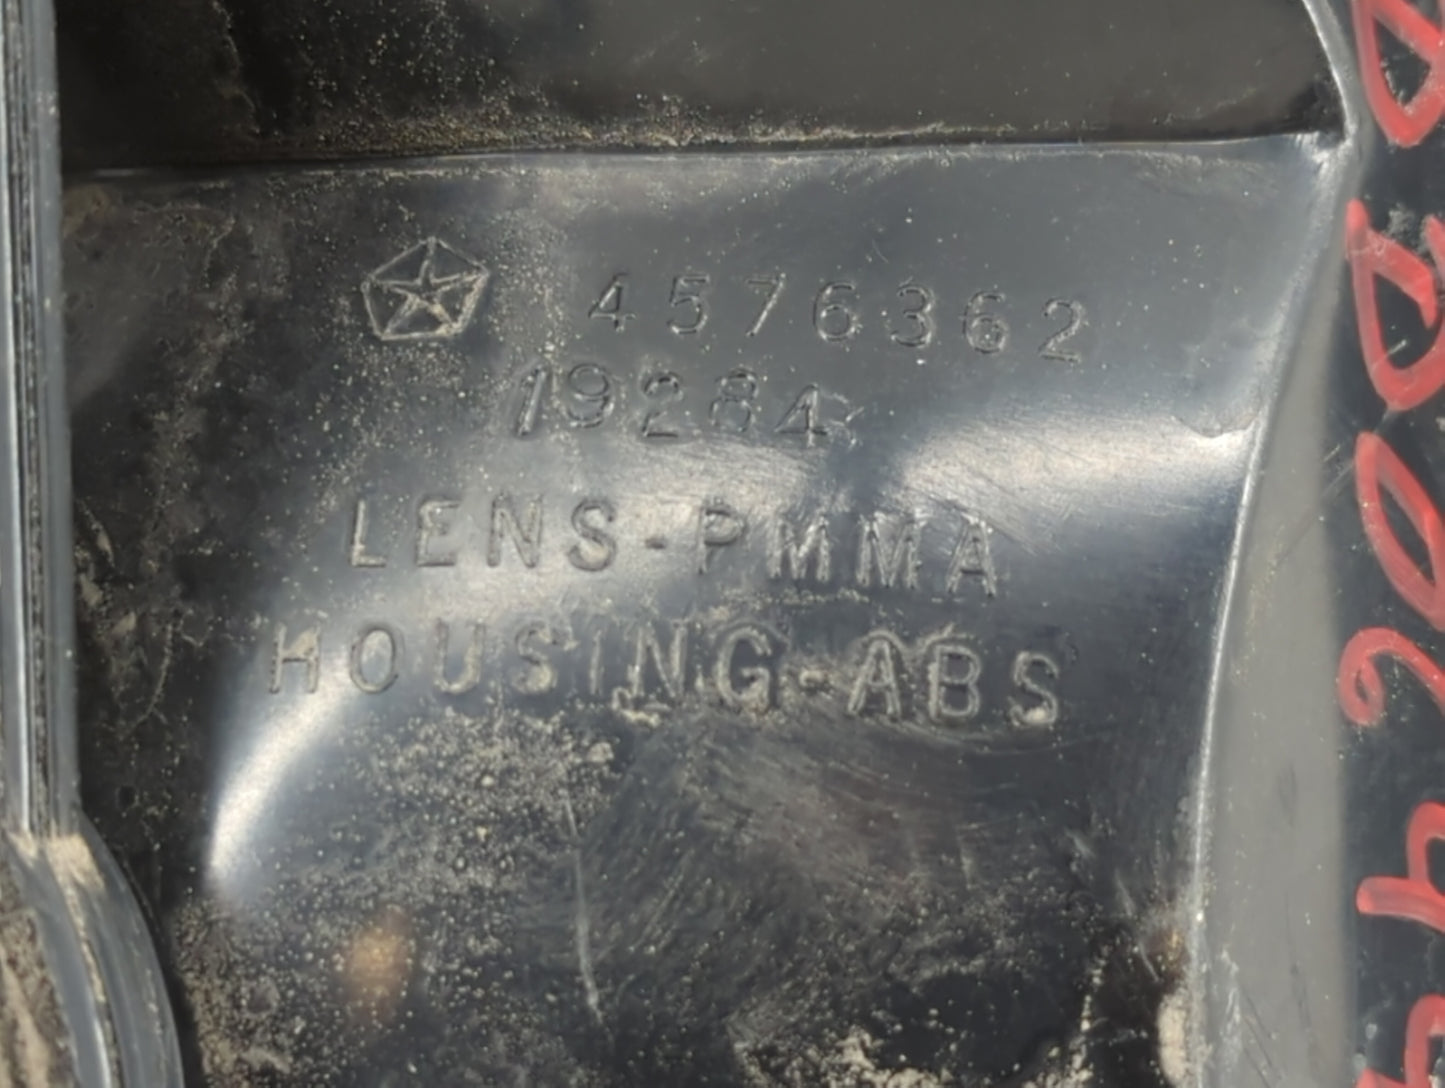 4576362
19284
LENS-PMMA
HOUSING-ABS